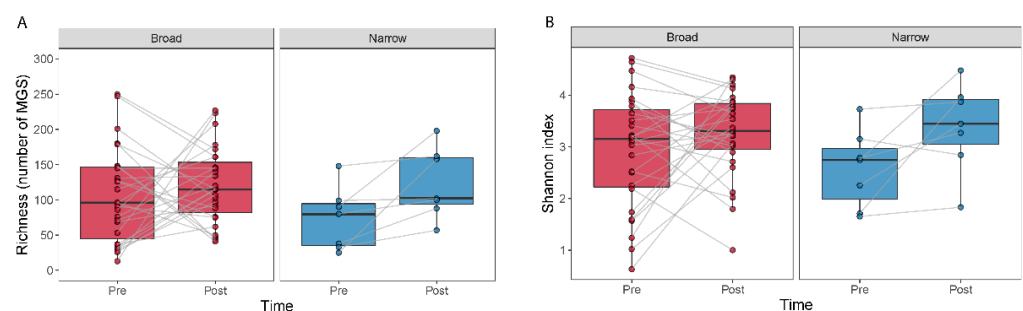 A
Broad
Narrow
Richness (number of MGS)
300
250
200
150
100
50
0
Pre
Post
Pre
Post
Time
B
Broad
Narrow
Shannon index
4
3
2
1
Pre
Post
Pre
Post
Time